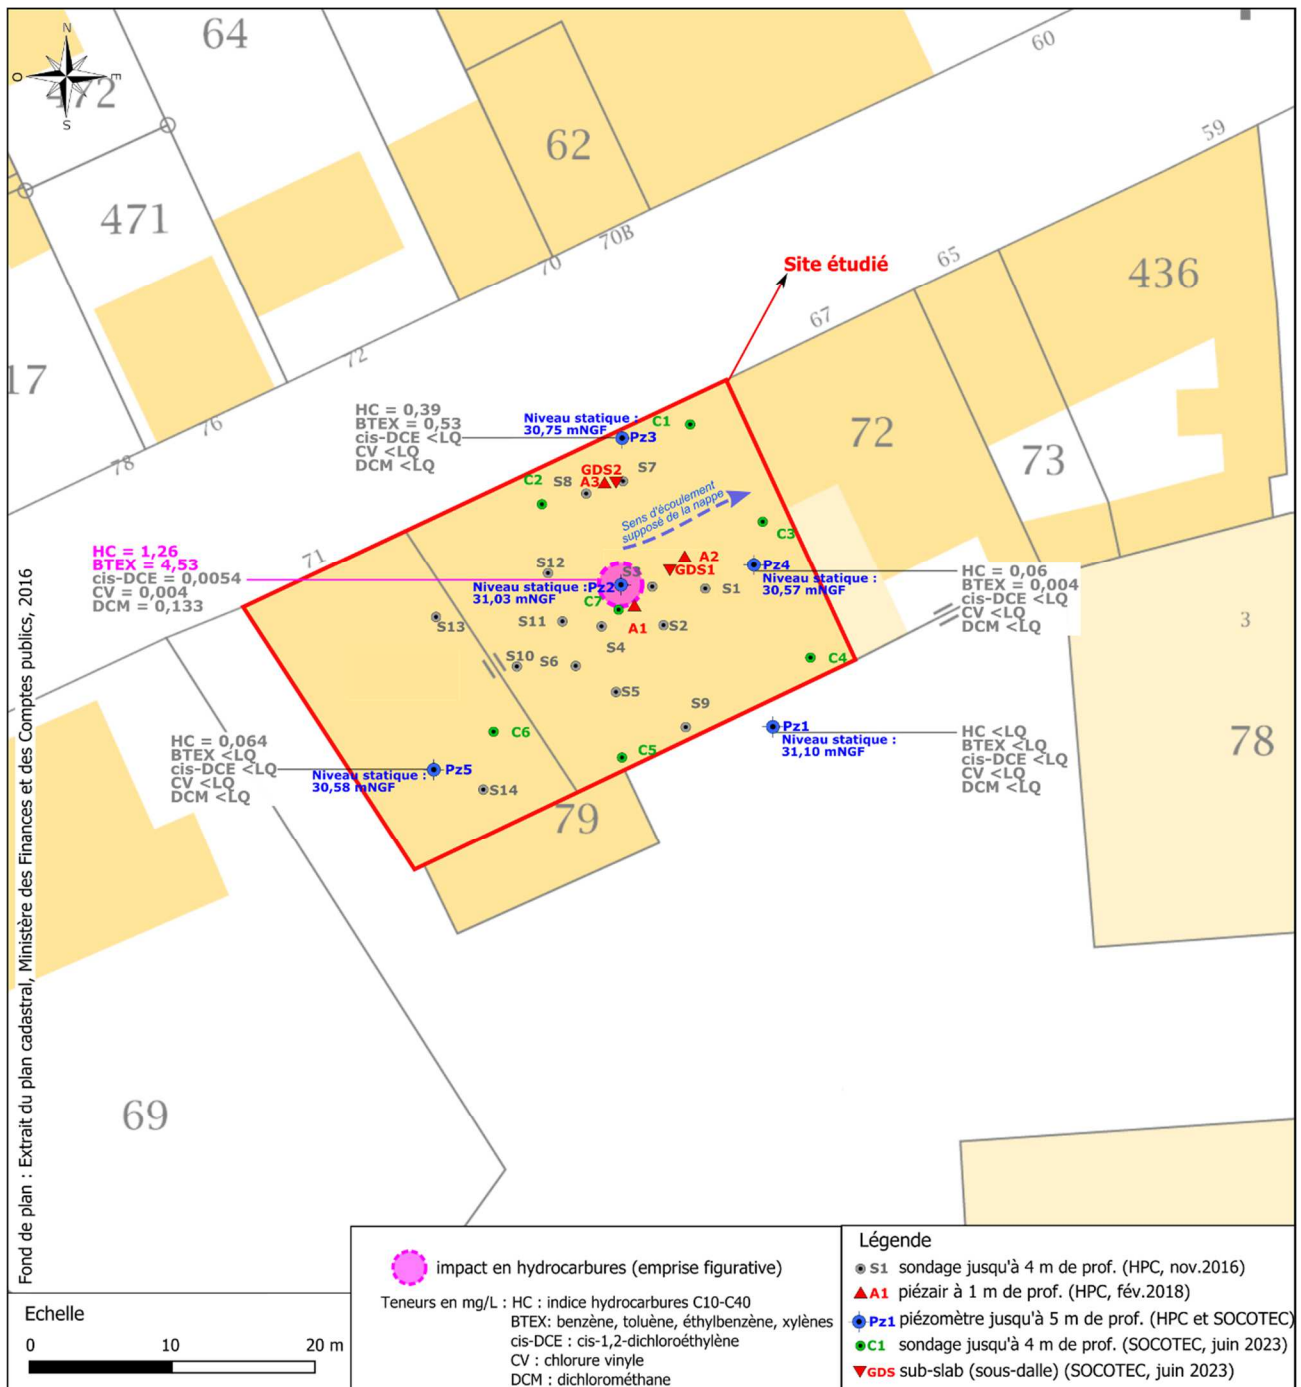 N
O
E
S
64
472
62
471
17
60
59
70B
70
65
436
Site étudié
67
72
76
78
71
72
73
HC = 0,39
BTEX = 0,53
cis-DCE <LQ
CV <LQ
DCM <LQ
Niveau statique :
30,75 mNGF
C1
Pz3
GDS2
A3
S7
S8
C2
Sens d'écoulement
supposé de la nappe
C3
HC = 1,26
BTEX = 4,53
cis-DCE = 0,0054
CV = 0,004
DCM = 0,133
S12
S3
A2
GDS1
Pz4
Niveau statique :
30,57 mNGF
Niveau statique :
31,03 mNGF
Pz2
S1
C7
HC = 0,06
BTEX = 0,004
cis-DCE <LQ
CV <LQ
DCM <LQ
3
S13
S11
A1
S2
S4
S10
S6
C4
S5
S9
Pz1
Niveau statique :
31,10 mNGF
HC <LQ
BTEX <LQ
cis-DCE <LQ
CV <LQ
DCM <LQ
78
C6
C5
HC = 0,064
BTEX <LQ
cis-DCE <LQ
CV <LQ
DCM <LQ
Niveau statique :
30,58 mNGF
Pz5
S14
79
69
Fond de plan : Extrait du plan cadastral, Ministère des Finances et des Comptes publics, 2016
Echelle
0 10 20 m
impact en hydrocarbures (emprise figurative)
Teneurs en mg/L : HC : indice hydrocarbures C10-C40
BTEX: benzène, toluène, éthylbenzène, xylènes
cis-DCE : cis-1,2-dichloroéthylène
CV : chlorure vinyle
DCM : dichlorométhane
Légende
S1 sondage jusqu'à 4 m de prof. (HPC, nov.2016)
A1 piézair à 1 m de prof. (HPC, fév.2018)
Pz1 piézomètre jusqu'à 5 m de prof. (HPC et SOCOTEC)
C1 sondage jusqu'à 4 m de prof. (SOCOTEC, juin 2023)
GDS sub-slab (sous-dalle) (SOCOTEC, juin 2023)